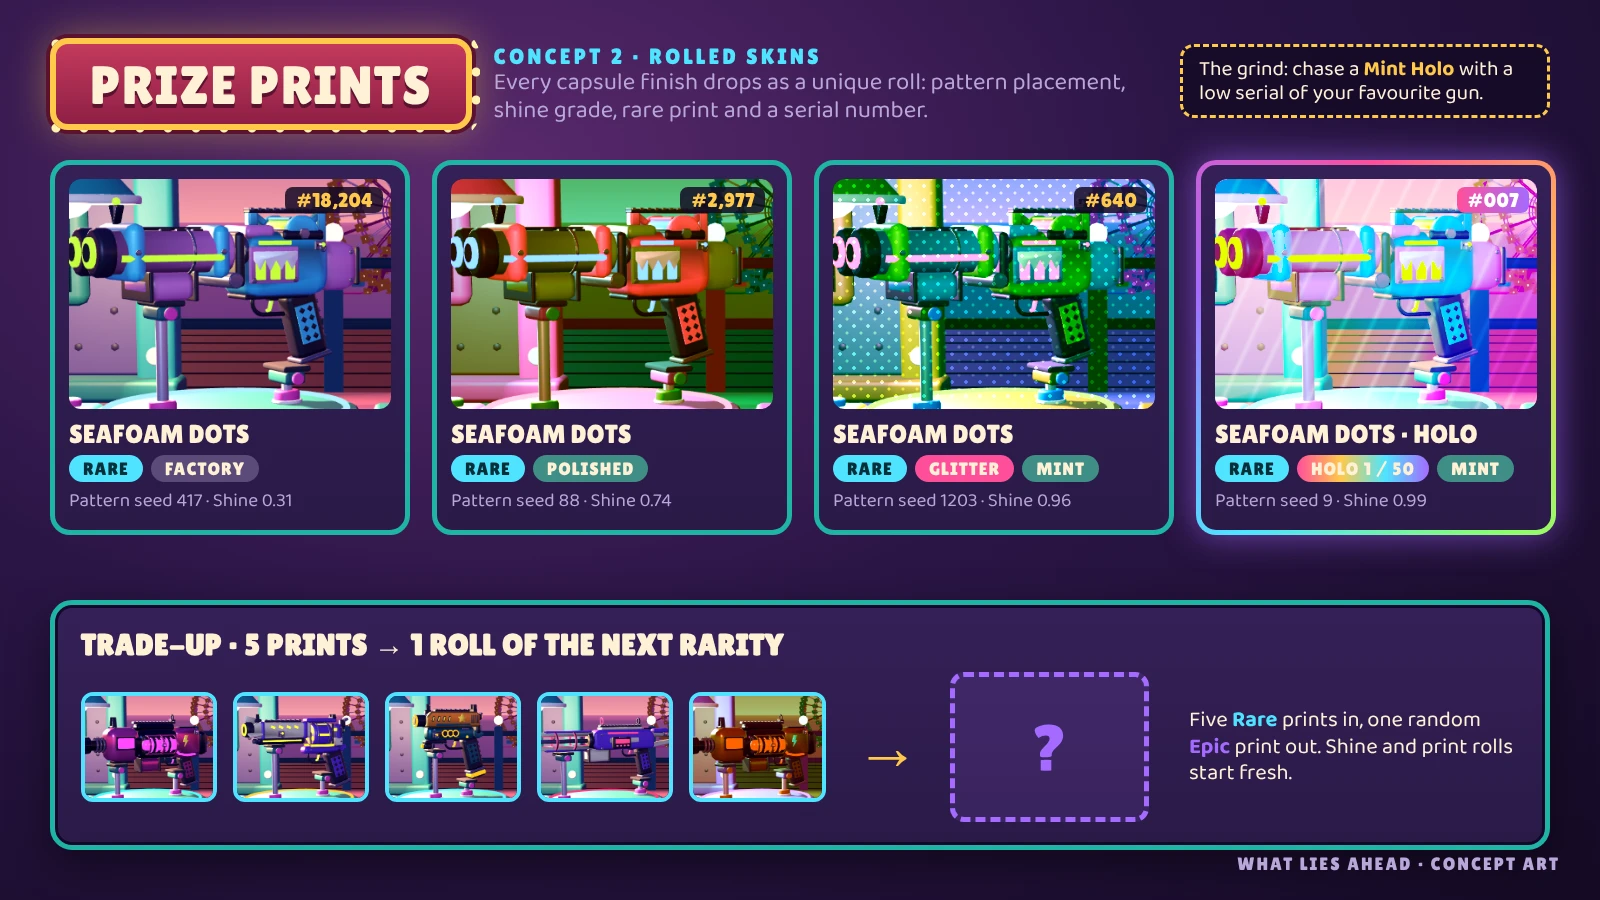 PRIZE PRINTS
CONCEPT 2 · ROLLED SKINS
Every capsule finish drops as a unique roll: pattern placement,
shine grade, rare print and a serial number.
The grind: chase a Mint Holo with a
low serial of your favourite gun.
#18,204
SEAFOAM DOTS
RARE FACTORY
Pattern seed 417 · Shine 0.31
#2,977
SEAFOAM DOTS
RARE POLISHED
Pattern seed 88 · Shine 0.74
#640
SEAFOAM DOTS
RARE GLITTER MINT
Pattern seed 1203 · Shine 0.96
#007
SEAFOAM DOTS · HOLO
RARE HOLO 1 / 50 MINT
Pattern seed 9 · Shine 0.99
TRADE-UP · 5 PRINTS → 1 ROLL OF THE NEXT RARITY
→
?
Five Rare prints in, one random
Epic print out. Shine and print rolls
start fresh.
WHAT LIES AHEAD · CONCEPT ART